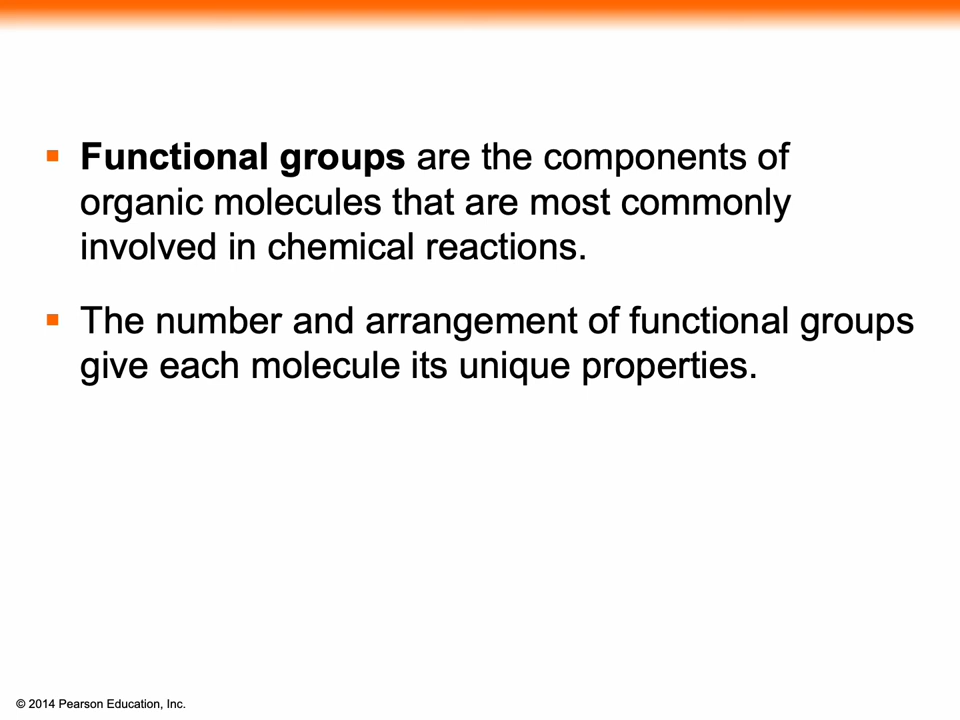 Functional groups are the components of
organic molecules that are most commonly
involved in chemical reactions.
The number and arrangement of functional groups
give each molecule its unique properties.
© 2014 Pearson Education, Inc.